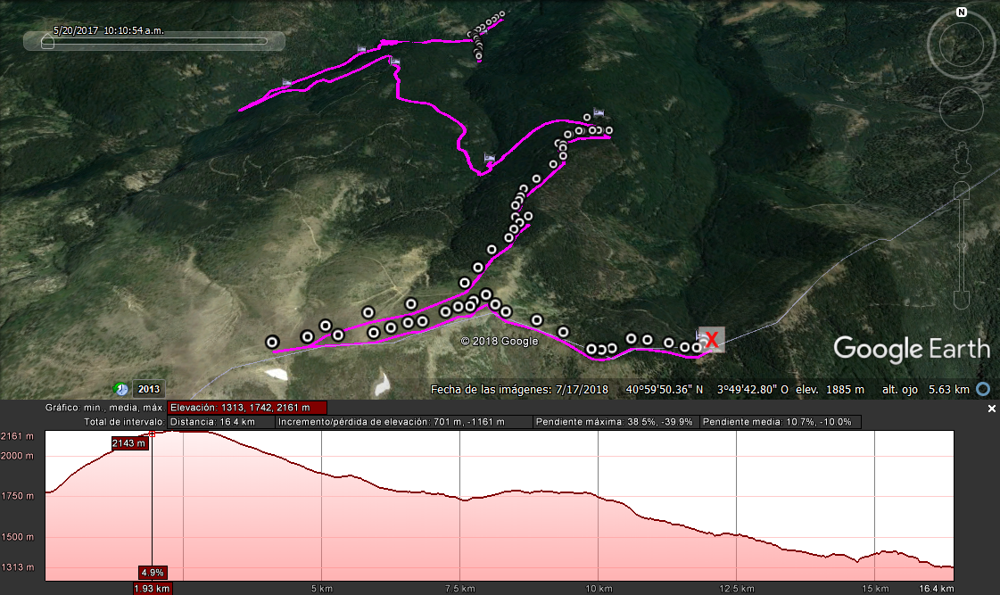 5/20/2017 10:10:54 a.m.
N
X
© 2018 Google
Google Earth
2013
Fecha de las imágenes: 7/17/2018 40°59'50.36" N 3°49'42.80" O elev. 1885 m alt. ojo 5.63 km
Gráfico: min., media, máx Elevación: 1313, 1742, 2161 m
Total de intervalo: Distancia: 16.4 km Incremento/pérdida de elevación: 701 m, -1161 m Pendiente máxima: 38.5%, -39.9% Pendiente media: 10.7%, -10.0%
2161 m
2143 m
2000 m
1750 m
1500 m
1313 m
4.9%
1.93 km 5 km 7.5 km 10 km 12.5 km 15 km 16.4 km